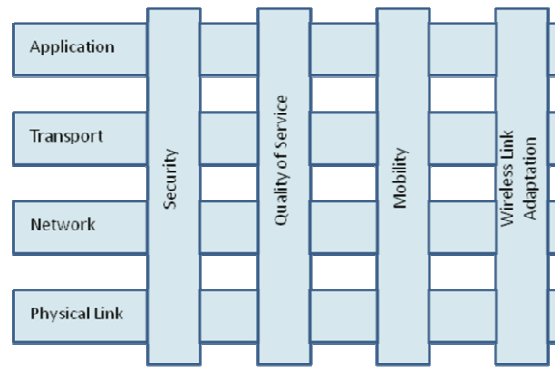 Application
Transport
Network
Physical Link
Security
Quality of Service
Mobility
Wireless Link
Adaptation